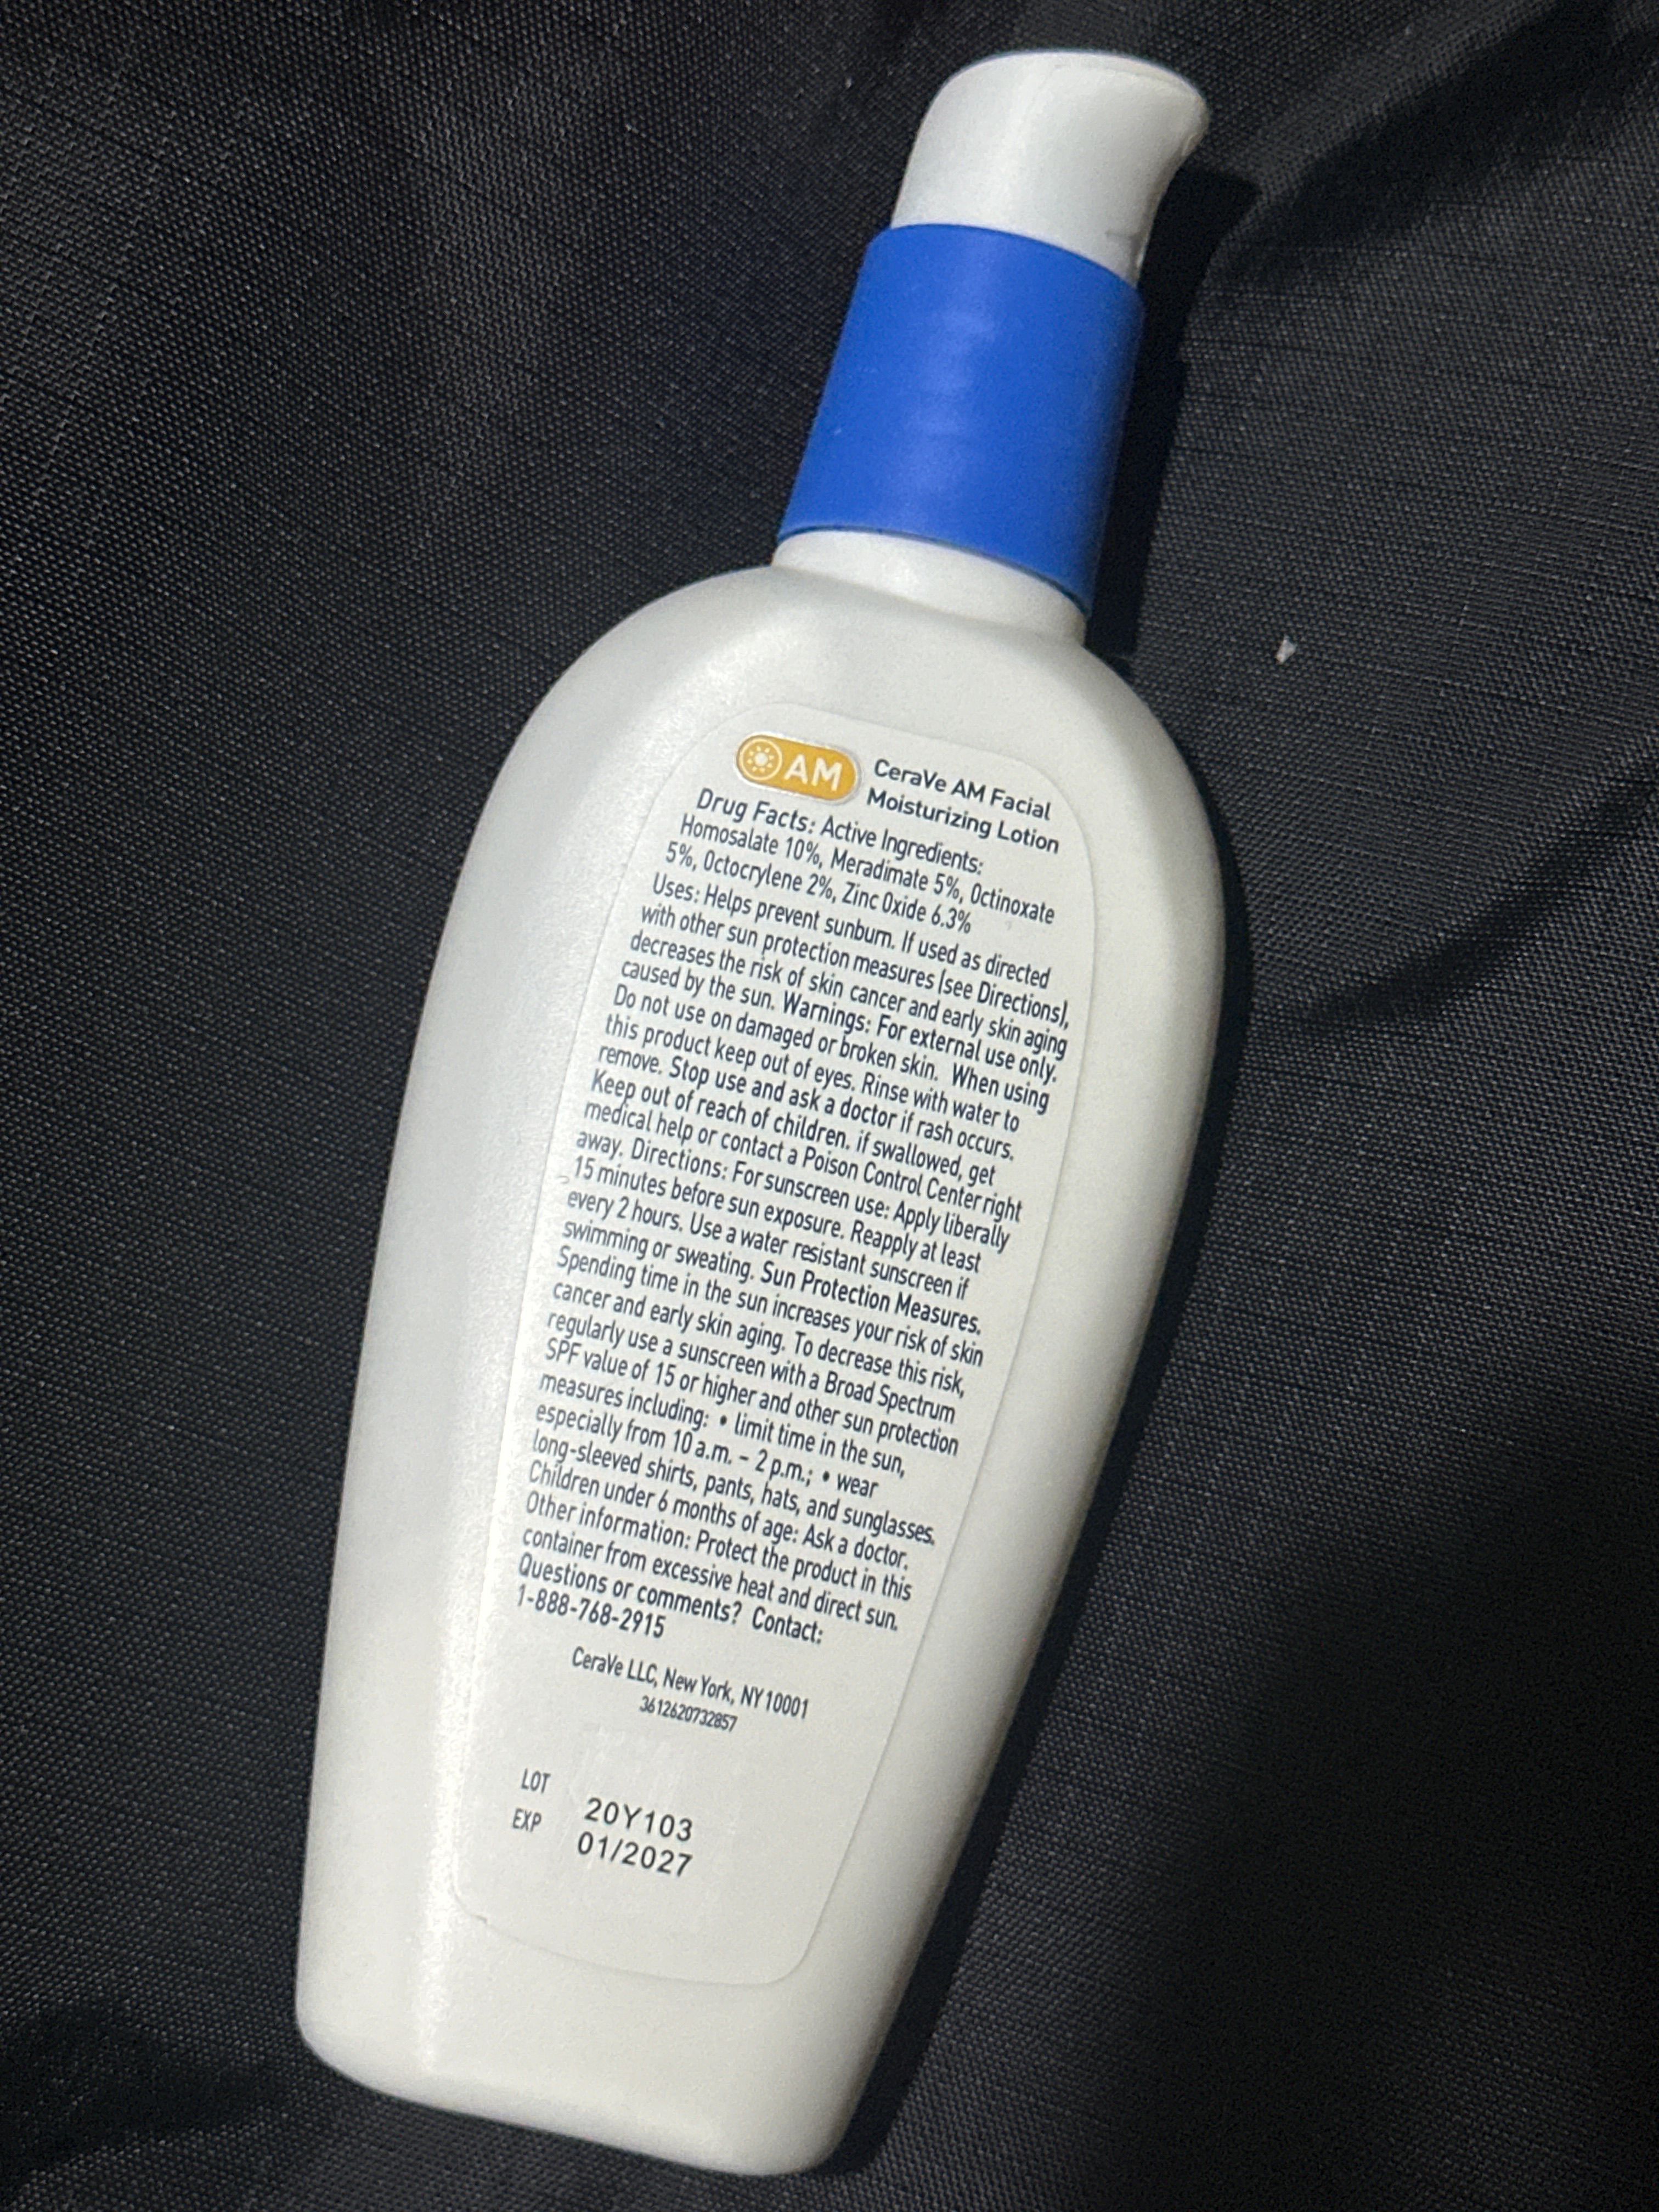 AM
CeraVe AM Facial
Moisturizing Lotion
Drug Facts: Active Ingredients:
Homosalate 10%, Meradimate 5%, Octinoxate
5%, Octocrylene 2%, Zinc Oxide 6.3%
Uses: Helps prevent sunburn. If used as directed
with other sun protection measures (see Directions),
decreases the risk of skin cancer and early skin aging
caused by the sun. Warnings: For external use only.
Do not use on damaged or broken skin. When using
this product keep out of eyes. Rinse with water to
remove. Stop use and ask a doctor if rash occurs.
Keep out of reach of children. if swallowed, get
medical help or contact a Poison Control Center right
away. Directions: For sunscreen use: Apply liberally
15 minutes before sun exposure. Reapply at least
every 2 hours. Use a water resistant sunscreen if
swimming or sweating. Sun Protection Measures.
Spending time in the sun increases your risk of skin
cancer and early skin aging. To decrease this risk,
regularly use a sunscreen with a Broad Spectrum
SPF value of 15 or higher and other sun protection
measures including: • limit time in the sun,
especially from 10 a.m. – 2 p.m.; • wear
long-sleeved shirts, pants, hats, and sunglasses.
Children under 6 months of age: Ask a doctor.
Other information: Protect the product in this
container from excessive heat and direct sun.
Questions or comments? Contact:
1-888-768-2915
CeraVe LLC, New York, NY 10001
3612620732857
LOT 20Y103
EXP 01/2027